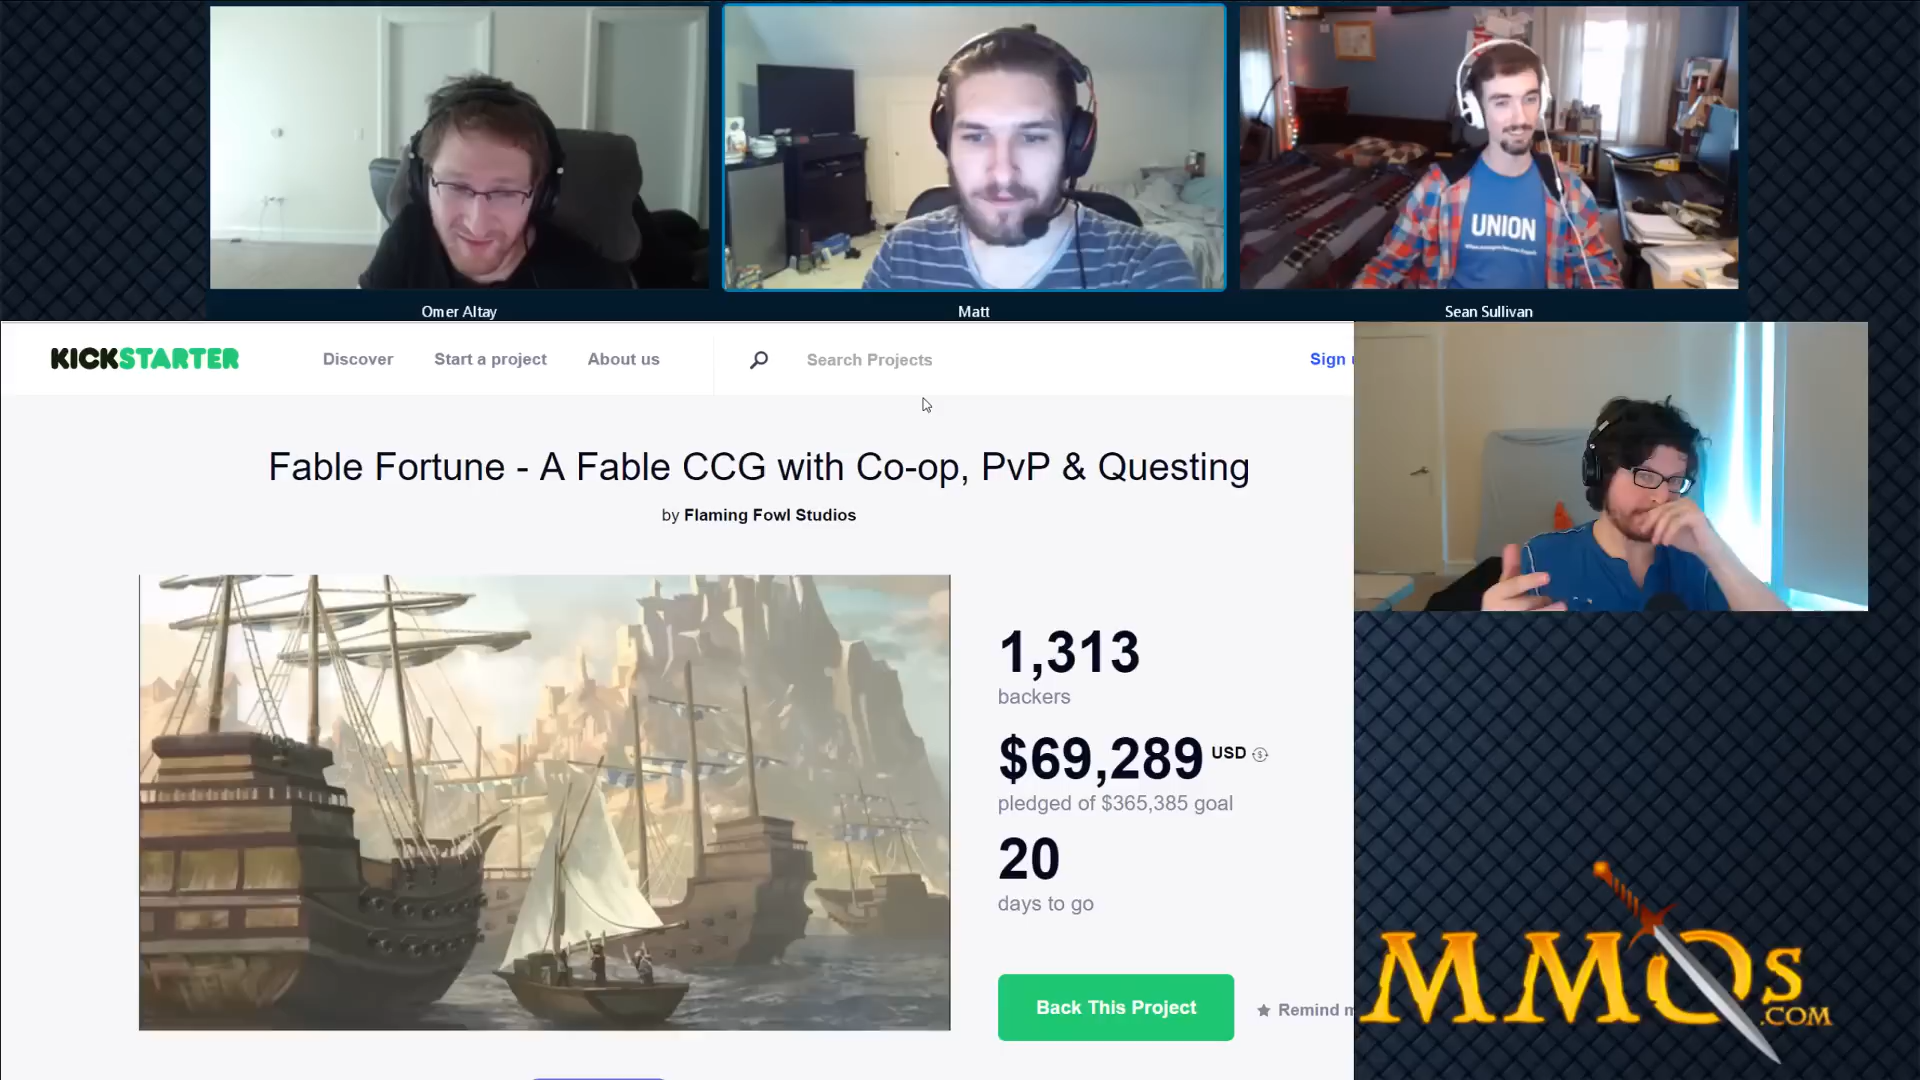 UNION
Omer Altay
Matt
Sean Sullivan
KICKSTARTER
Discover
Start a project
About us
Search Projects
Sign
Fable Fortune - A Fable CCG with Co-op, PvP & Questing
by Flaming Fowl Studios
1,313
backers
$69,289 USD
pledged of $365,385 goal
20
days to go
Back This Project
Remind
MMOs
.COM